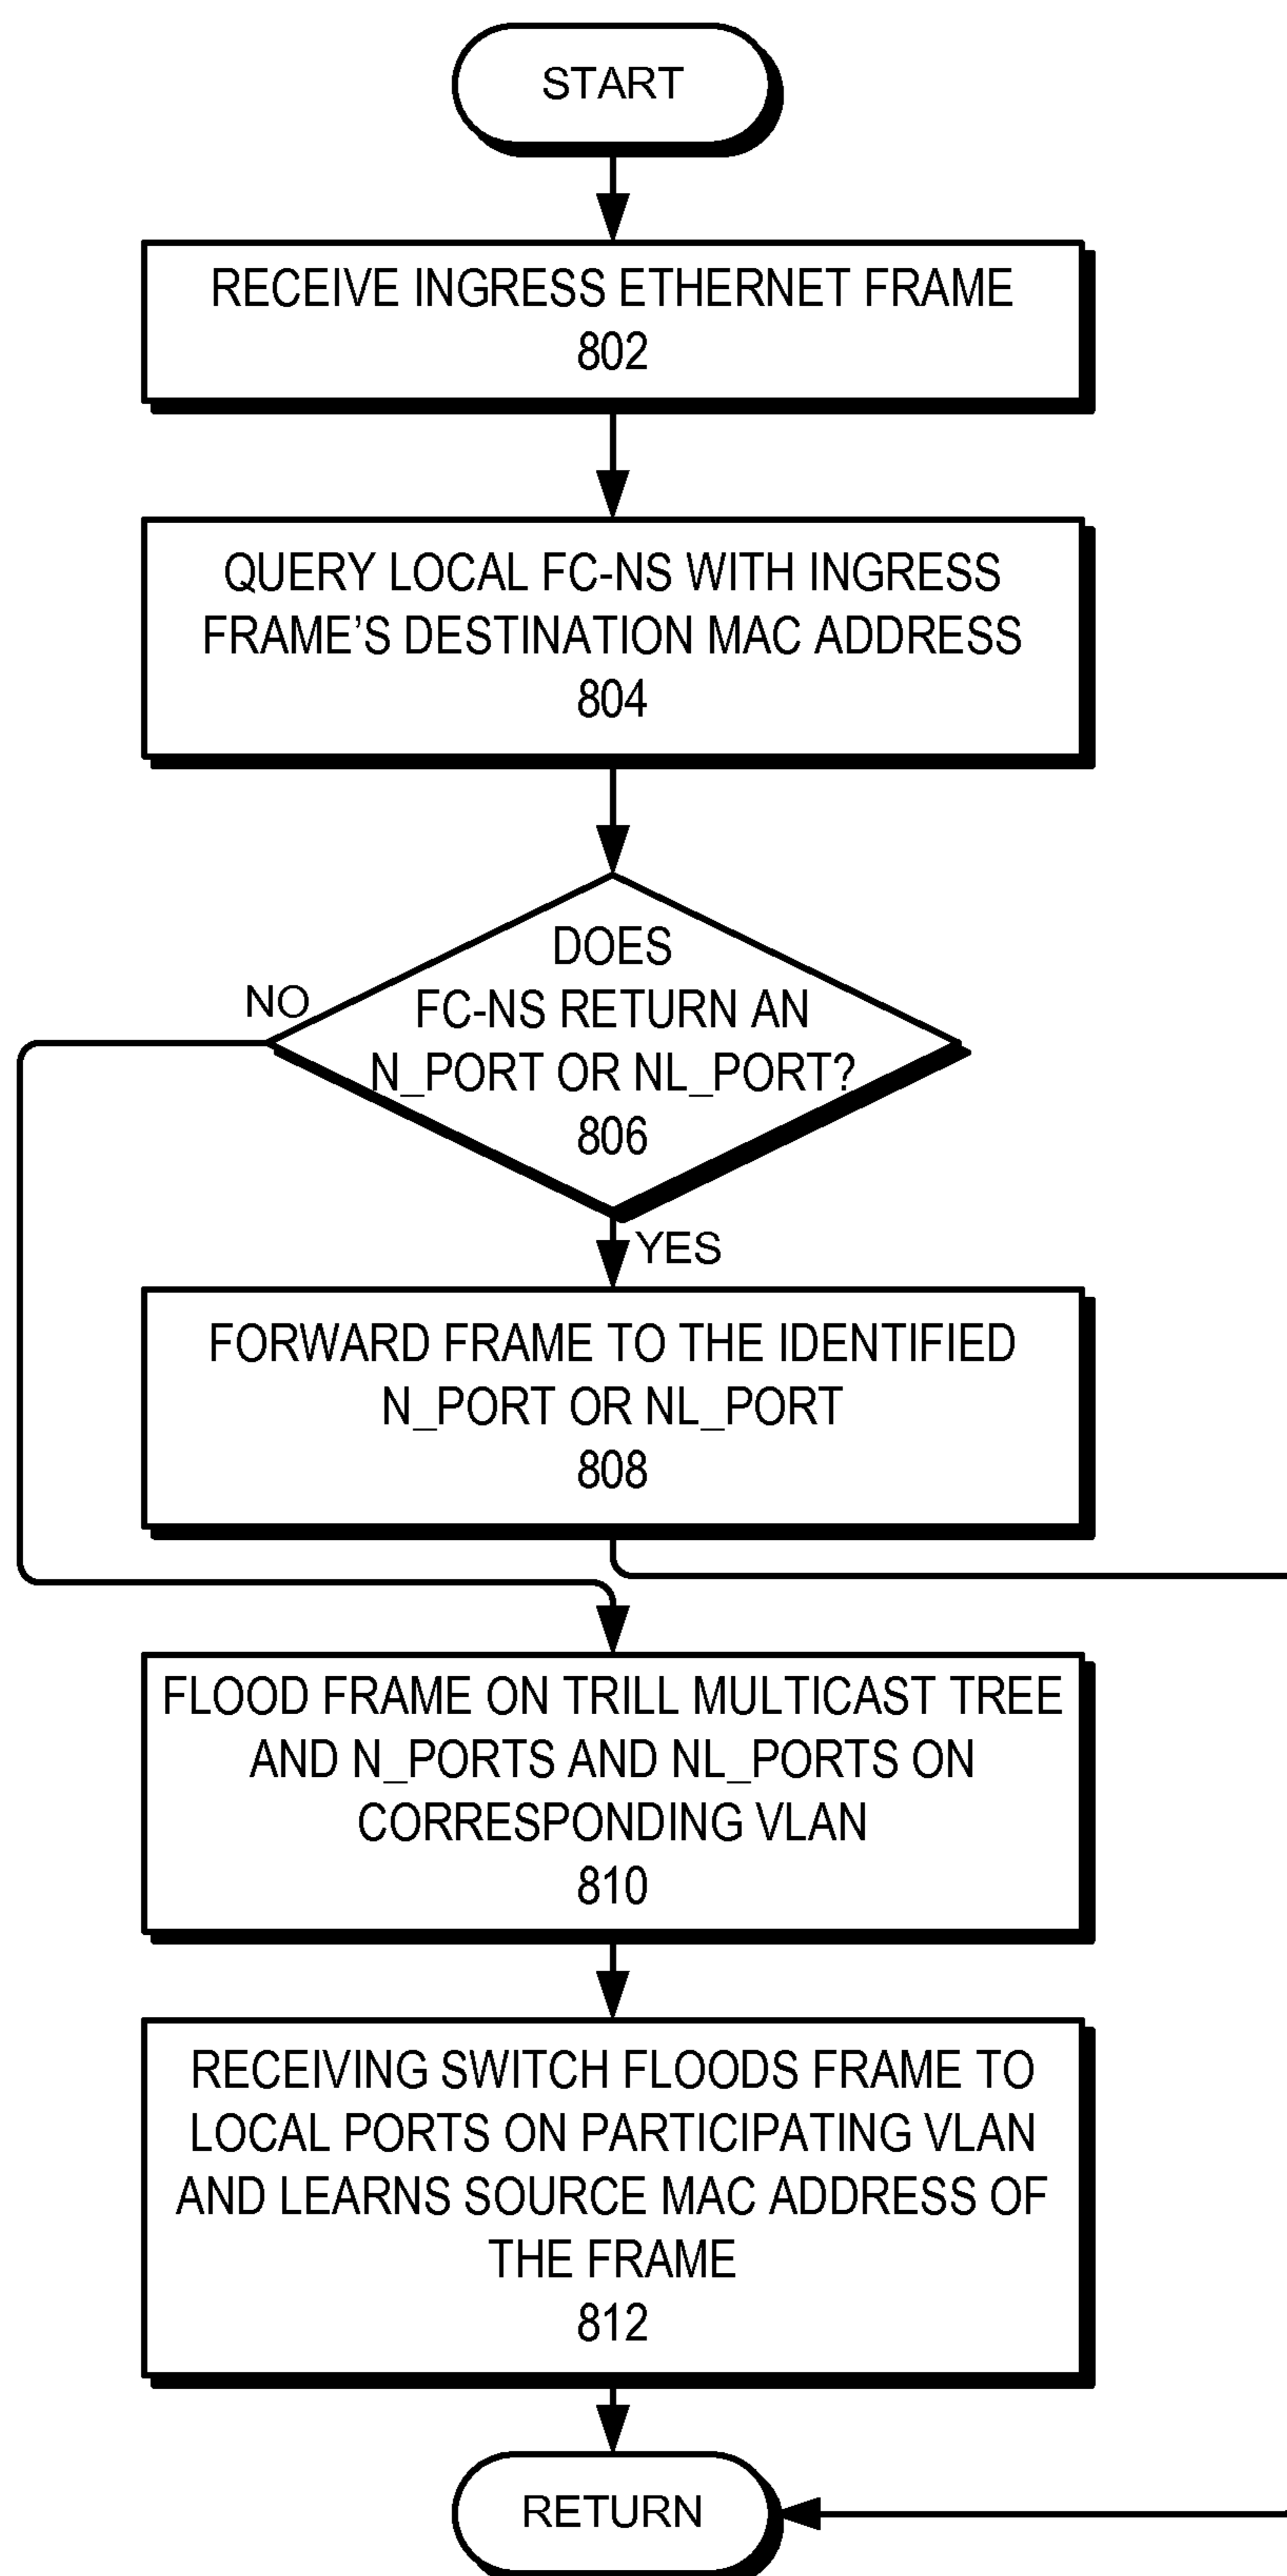 START
RECEIVE INGRESS ETHERNET FRAME
802
QUERY LOCAL FC-NS WITH INGRESS
FRAME’S DESTINATION MAC ADDRESS
804
DOES
FC-NS RETURN AN
N_PORT OR NL_PORT?
806
NO
YES
FORWARD FRAME TO THE IDENTIFIED
N_PORT OR NL_PORT
808
FLOOD FRAME ON TRILL MULTICAST TREE
AND N_PORTS AND NL_PORTS ON
CORRESPONDING VLAN
810
RECEIVING SWITCH FLOODS FRAME TO
LOCAL PORTS ON PARTICIPATING VLAN
AND LEARNS SOURCE MAC ADDRESS OF
THE FRAME
812
RETURN